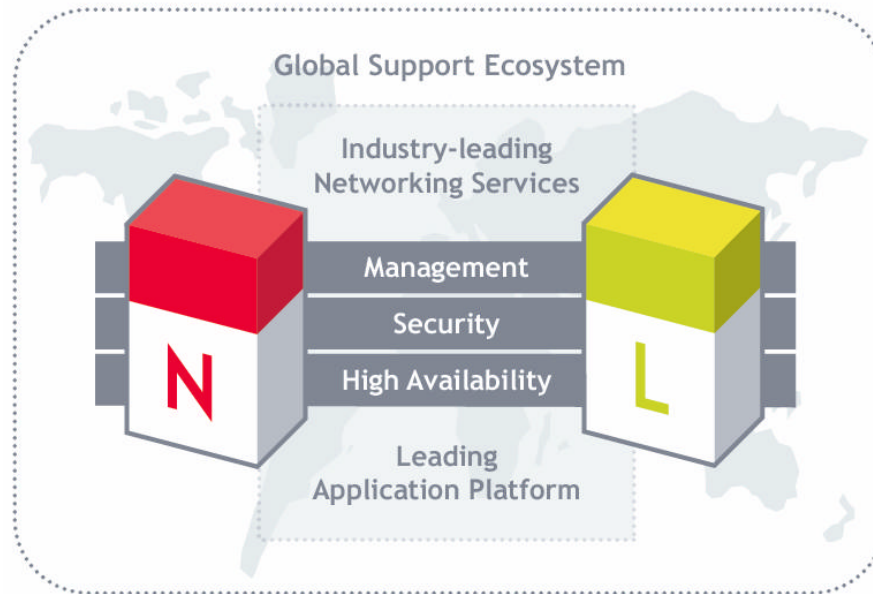 Global Support Ecosystem
Industry-leading
Networking Services
Management
Security
High Availability
N
L
Leading
Application Platform